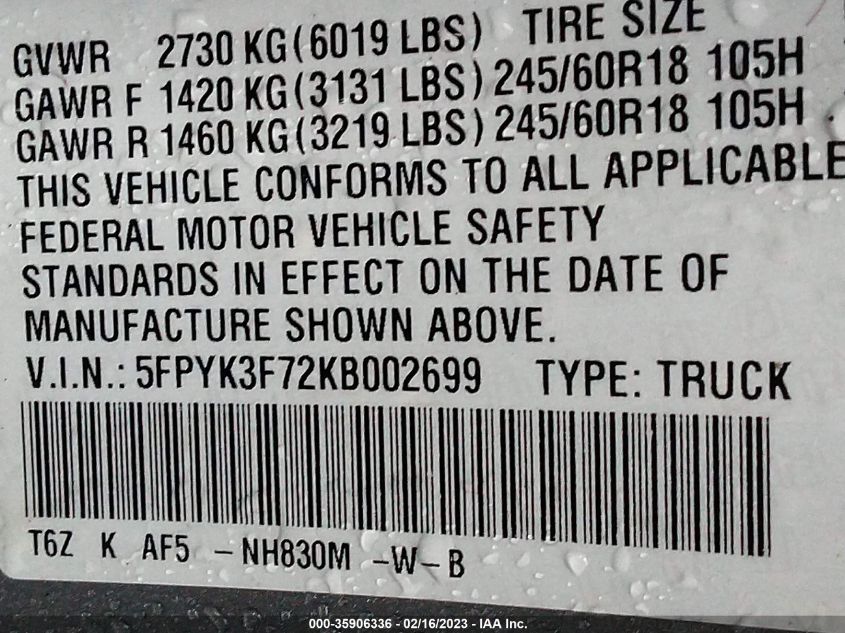 GVWR 2730 KG (6019 LBS) TIRE SIZE
GAWR F 1420 KG (3131 LBS) 245/60R18 105H
GAWR R 1460 KG (3219 LBS) 245/60R18 105H
THIS VEHICLE CONFORMS TO ALL APPLICABLE
FEDERAL MOTOR VEHICLE SAFETY
STANDARDS IN EFFECT ON THE DATE OF
MANUFACTURE SHOWN ABOVE.
V.I.N.: 5FPYK3F72KB002699 TYPE: TRUCK
T6Z K AF5 -NH830M -W-B
000-35906336 - 02/16/2023 - IAA Inc.